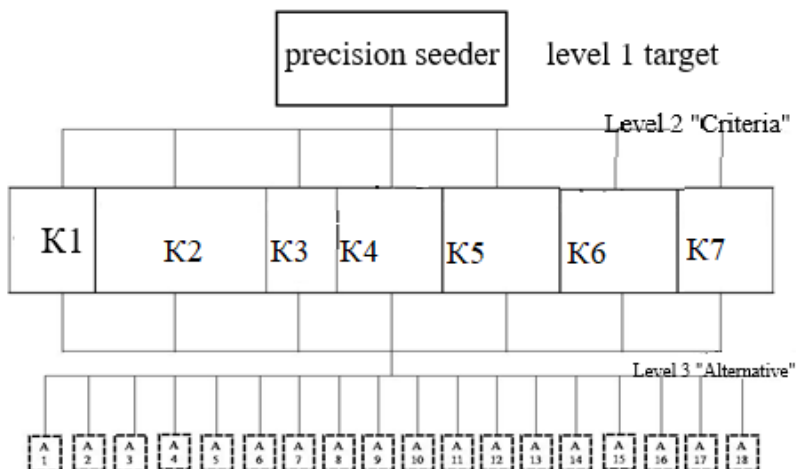 precision seeder level 1 target
Level 2 "Criteria"
K1 K2 K3 K4 K5 K6 K7
Level 3 "Alternative"
A A A A A A A A A A A A A A A A A A
1 2 3 4 5 6 7 8 9 10 11 12 13 14 15 16 17 18